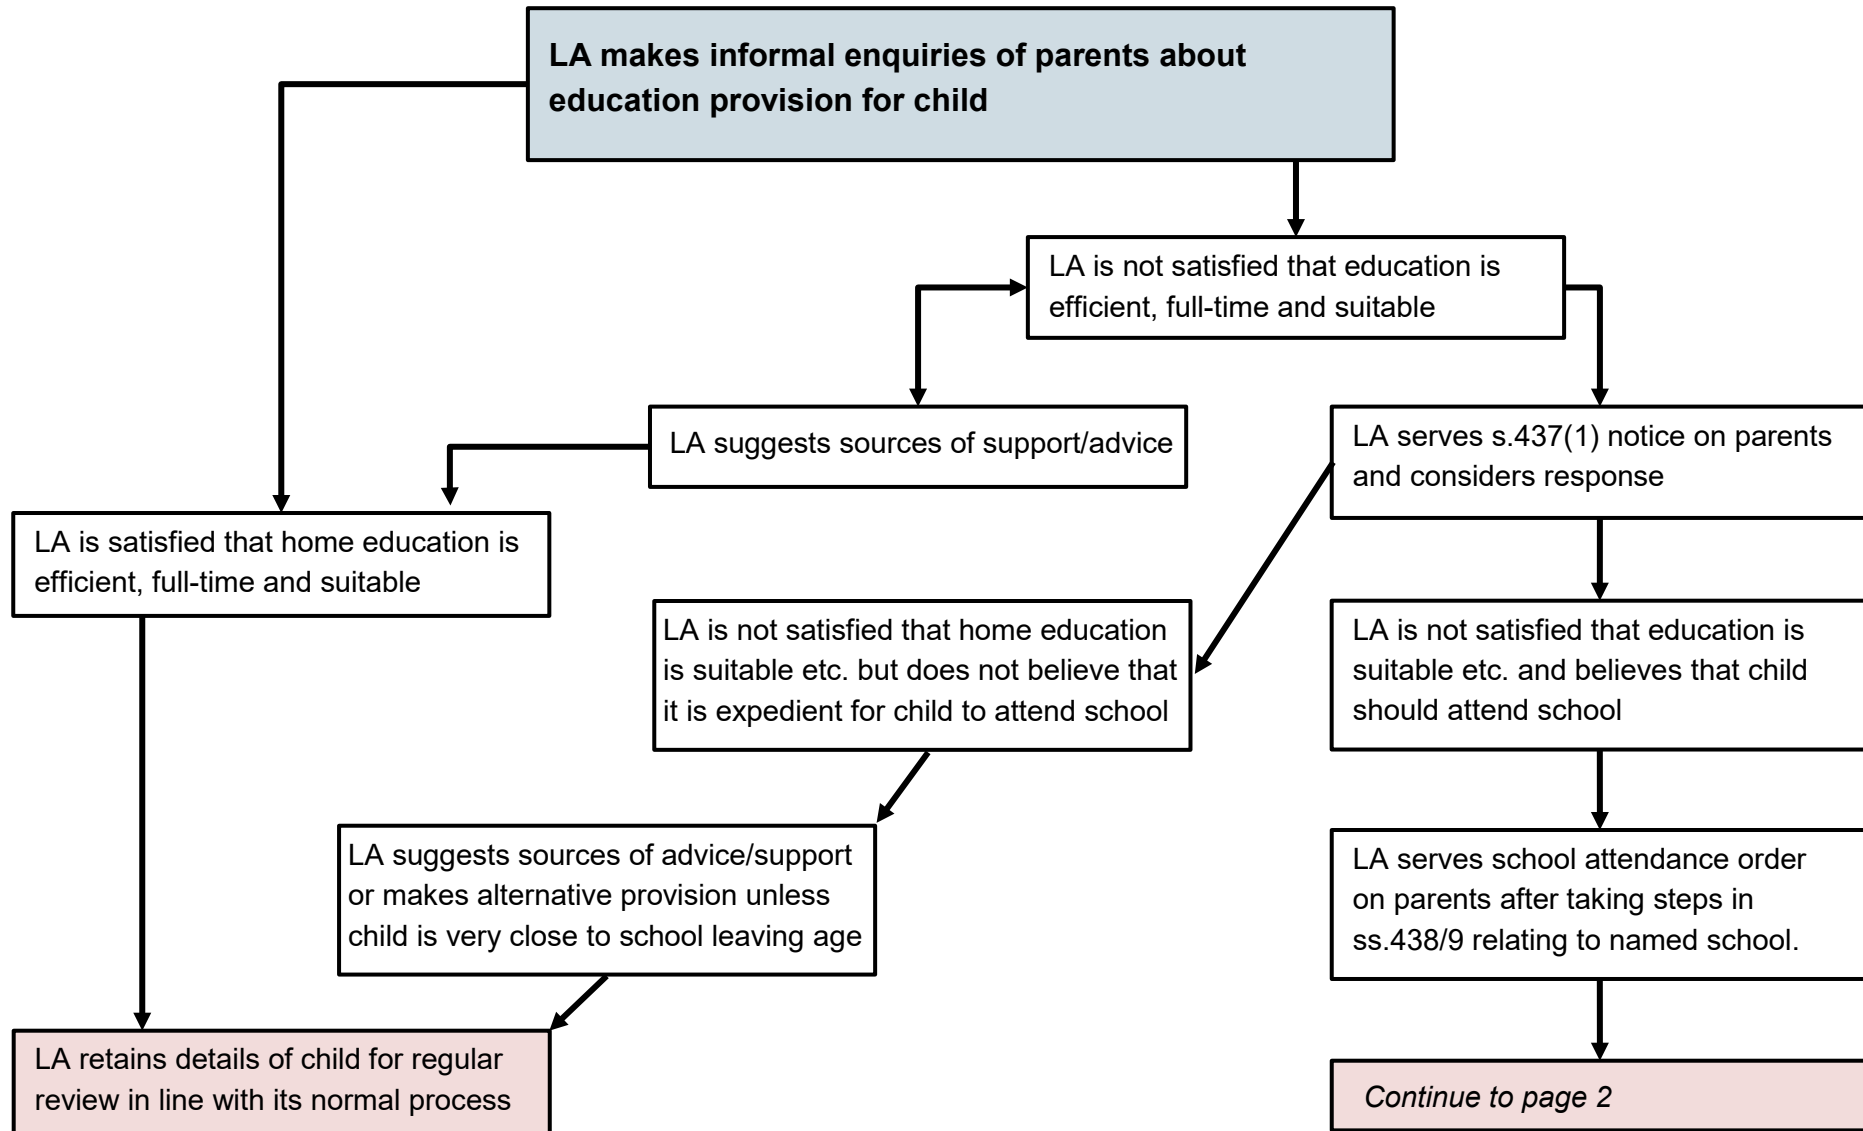 LA makes informal enquiries of parents about
education provision for child
LA is not satisfied that education is
efficient, full-time and suitable
LA suggests sources of support/advice
LA serves s.437(1) notice on parents
and considers response
LA is satisfied that home education is
efficient, full-time and suitable
LA is not satisfied that home education
is suitable etc. but does not believe that
it is expedient for child to attend school
LA is not satisfied that education is
suitable etc. and believes that child
should attend school
LA suggests sources of advice/support
or makes alternative provision unless
child is very close to school leaving age
LA serves school attendance order
on parents after taking steps in
ss.438/9 relating to named school.
LA retains details of child for regular
review in line with its normal process
Continue to page 2